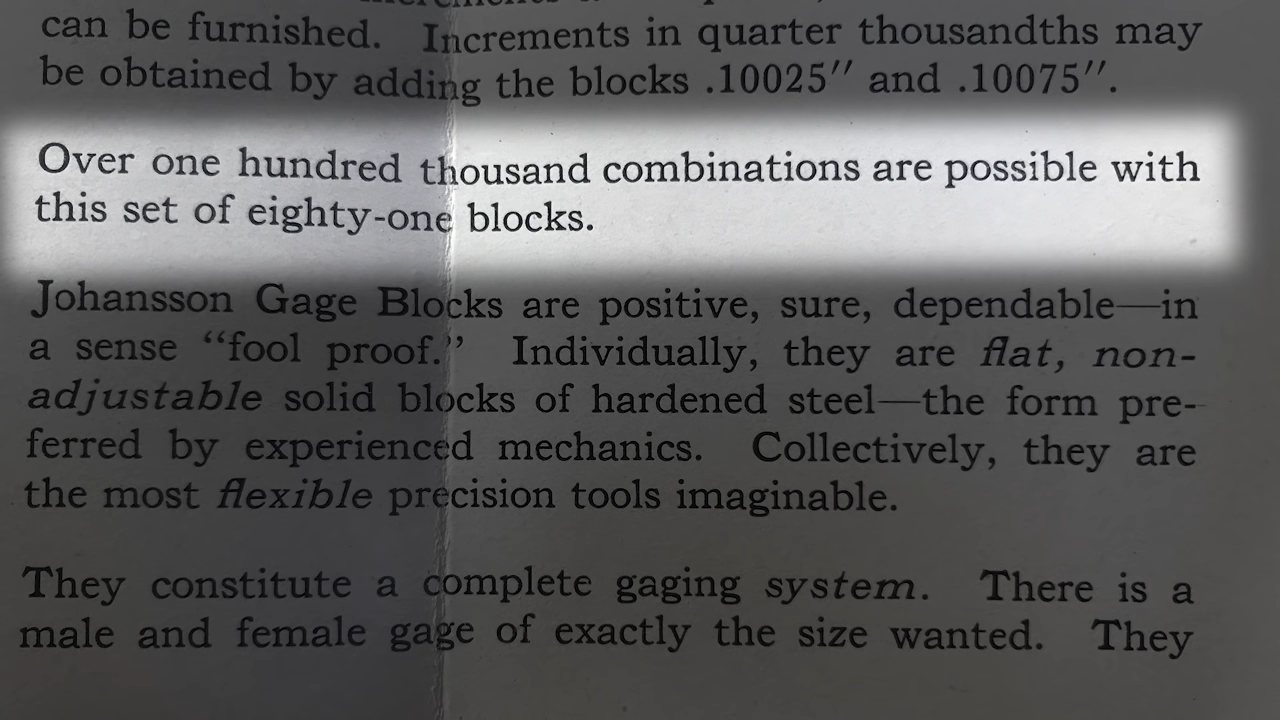 can be furnished. Increments in quarter thousandths may
be obtained by adding the blocks .10025″ and .10075″.
Over one hundred thousand combinations are possible with
this set of eighty-one blocks.
Johansson Gage Blocks are positive, sure, dependable—in
a sense “fool proof.” Individually, they are flat, non-
adjustable solid blocks of hardened steel—the form pre-
ferred by experienced mechanics. Collectively, they are
the most flexible precision tools imaginable.
They constitute a complete gaging system. There is a
male and female gage of exactly the size wanted. They